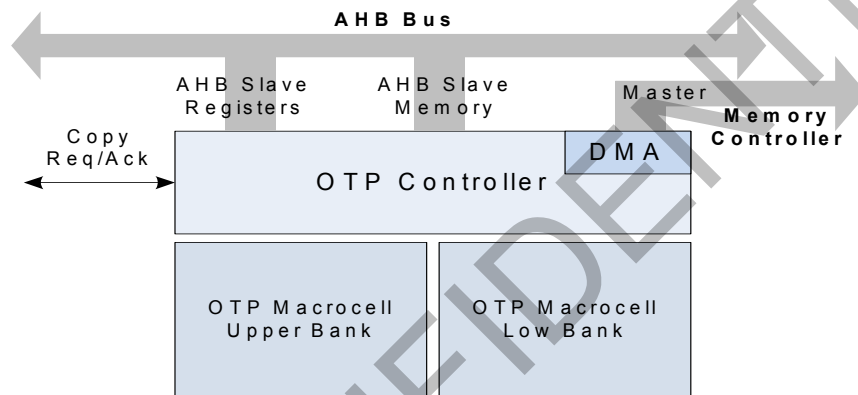 AHB Bus
AHB Slave
Registers
AHB Slave
Memory
Master
Memory
Controller
Copy
Req/Ack
DMA
OTP Controller
OTP Macrocell
Upper Bank
OTP Macrocell
Low Bank